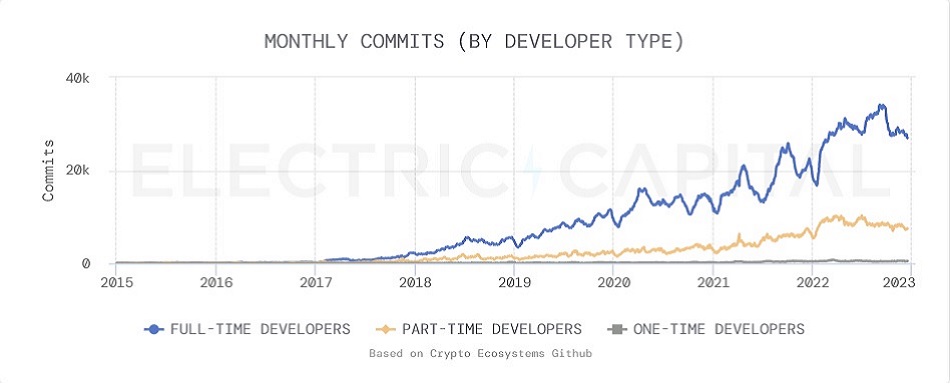 MONTHLY COMMITS (BY DEVELOPER TYPE)
40k
20k
0
Commits
ELECTRIC CAPITAL
2015 2016 2017 2018 2019 2020 2021 2022 2023
FULL-TIME DEVELOPERS PART-TIME DEVELOPERS ONE-TIME DEVELOPERS
Based on Crypto Ecosystems Github